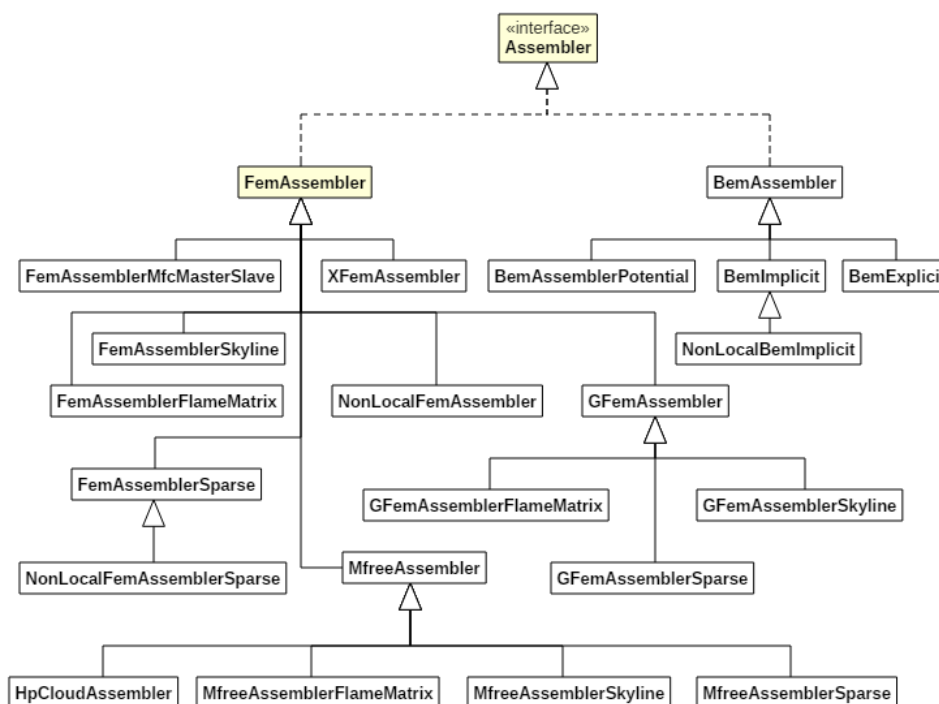 «interface»
Assembler
FemAssembler
BemAssembler
FemAssemblerMfcMasterSlave
XFemAssembler
BemAssemblerPotential
BemImplicit
BemExplici
FemAssemblerSkyline
NonLocalBemImplicit
FemAssemblerFlameMatrix
NonLocalFemAssembler
GFemAssembler
FemAssemblerSparse
GFemAssemblerFlameMatrix
GFemAssemblerSkyline
NonLocalFemAssemblerSparse
MfreeAssembler
GFemAssemblerSparse
HpCloudAssembler
MfreeAssemblerFlameMatrix
MfreeAssemblerSkyline
MfreeAssemblerSparse